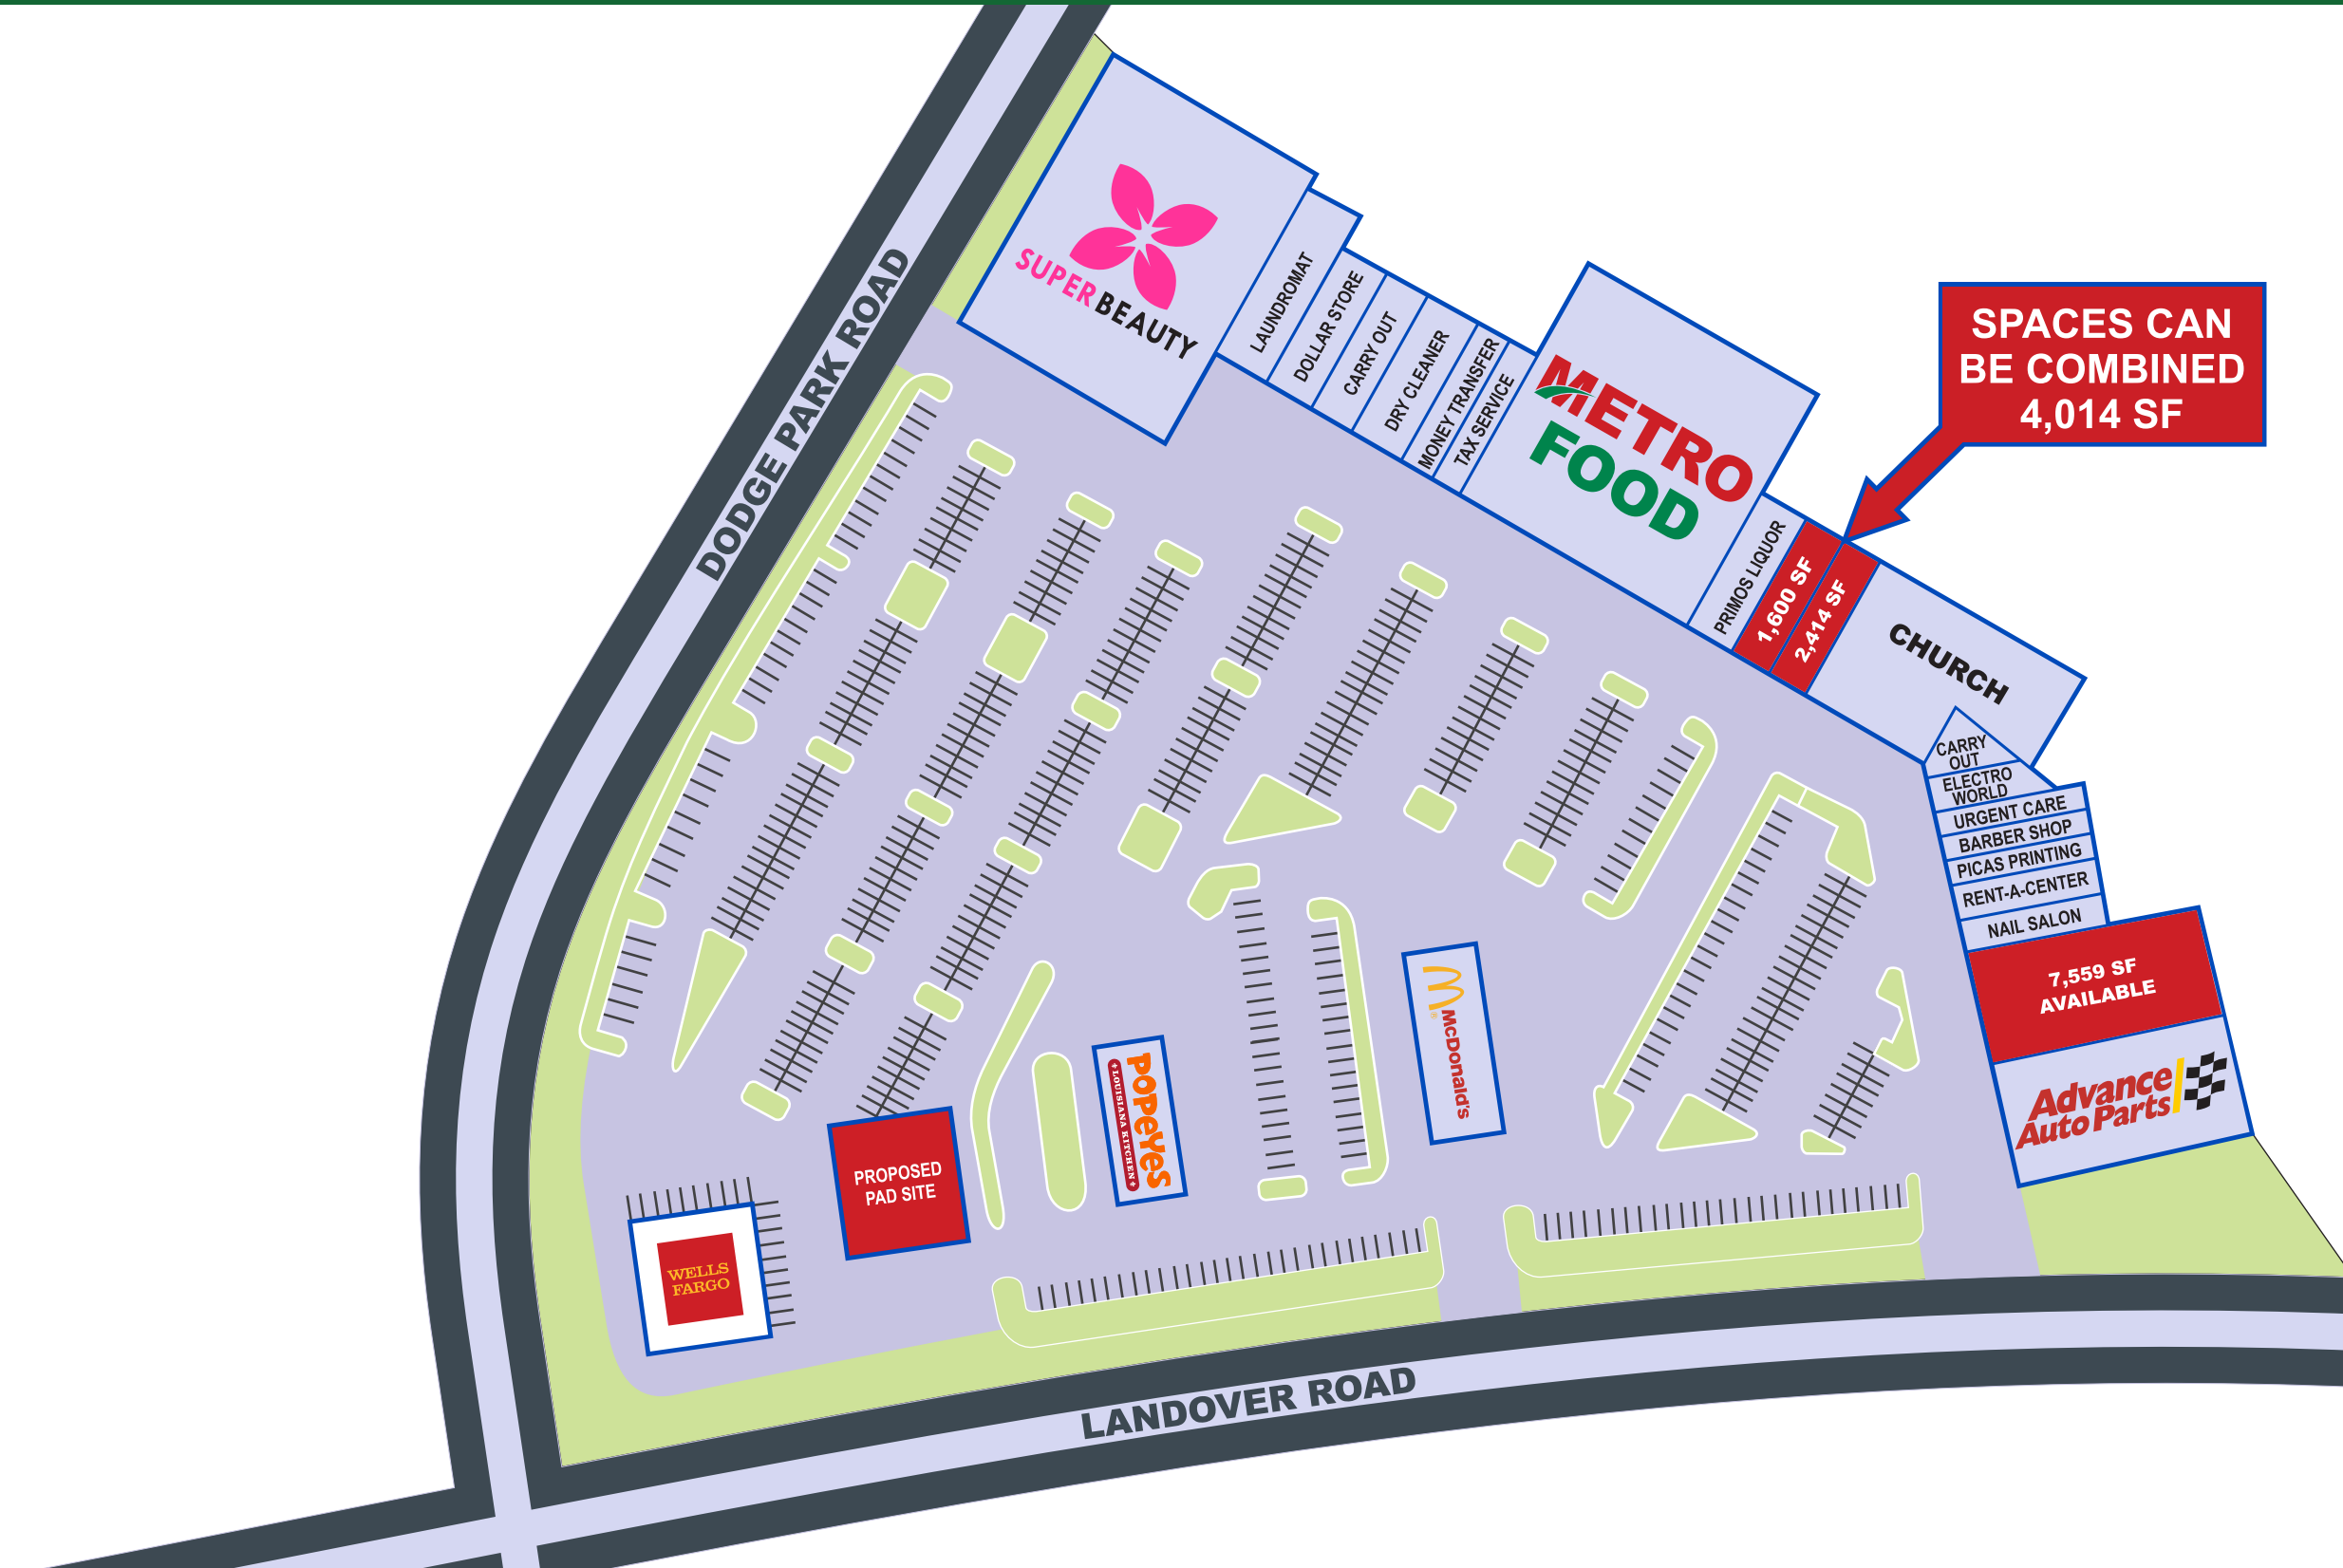 DODGE PARK ROAD
SUPERBEAUTY
LAUNDROMAT
DOLLAR STORE
CARRY OUT
DRY CLEANER
MONEY TRANSFER
TAX SERVICE
METRO
FOOD
PRIMOS LIQUOR
1,600 SF
2,414 SF
SPACES CAN
BE COMBINED
4,014 SF
CHURCH
CARRY
OUT
ELECTRO
WORLD
URGENT CARE
BARBER SHOP
PICAS PRINTING
RENT-A-CENTER
NAIL SALON
7,559 SF
AVAILABLE
Advance
Auto Parts
McDonald's
POPEYES
LOUISIANA KITCHEN
PROPOSED
PAD SITE
WELLS
FARGO
LANDOVER ROAD